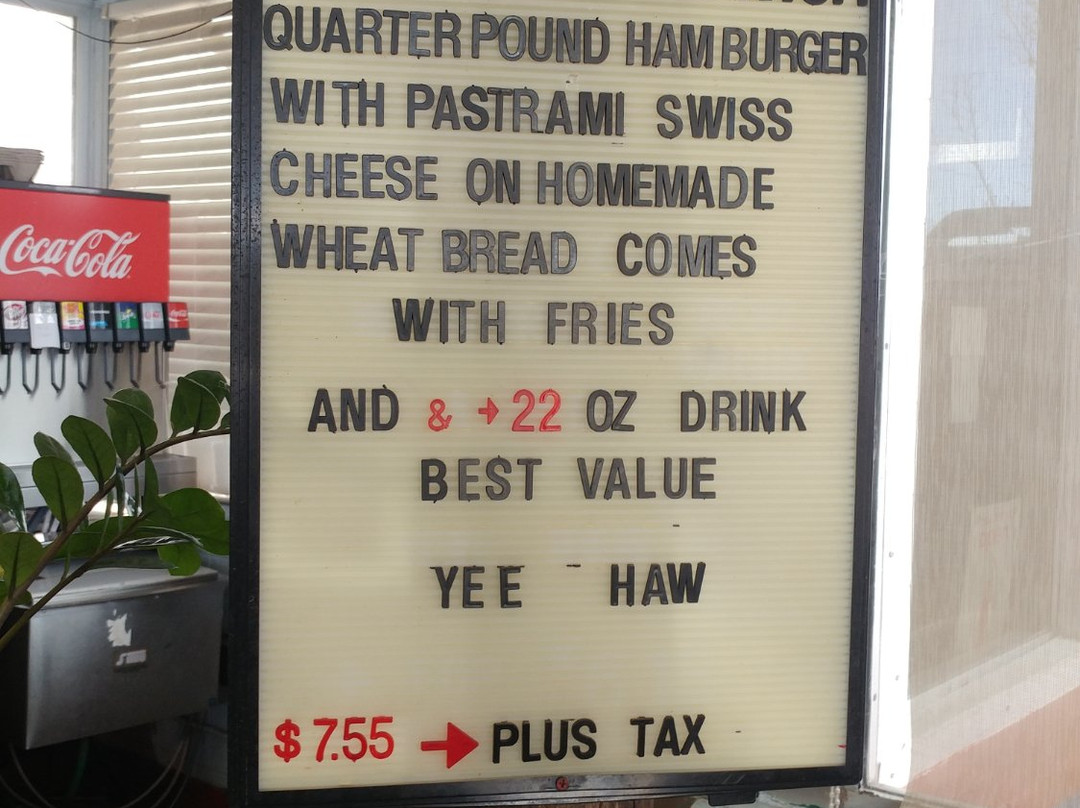 QUARTER POUND HAMBURGER
WITH PASTRAMI SWISS
CHEESE ON HOMEMADE
WHEAT BREAD COMES
WITH FRIES
AND & → 22 OZ DRINK
BEST VALUE
YEE - HAW
$7.55 → PLUS TAX
Coca-Cola